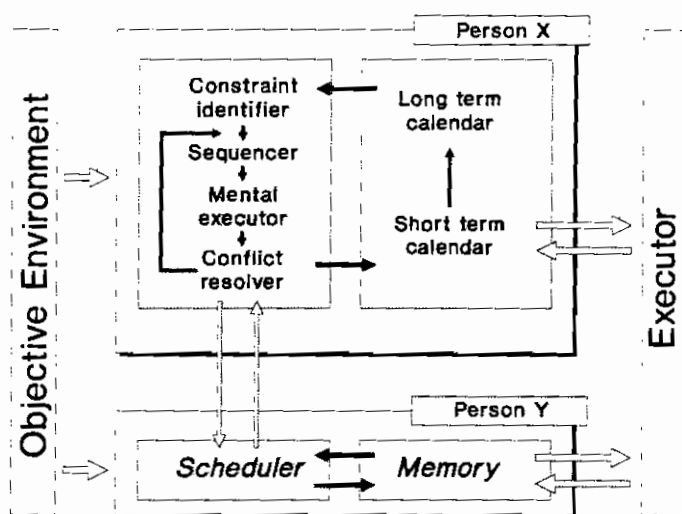 Person X
Objective Environment
Constraint
identifier
Sequencer
Mental
executor
Conflict
resolver
Long term
calendar
Short term
calendar
Executor
Person Y
Scheduler
Memory